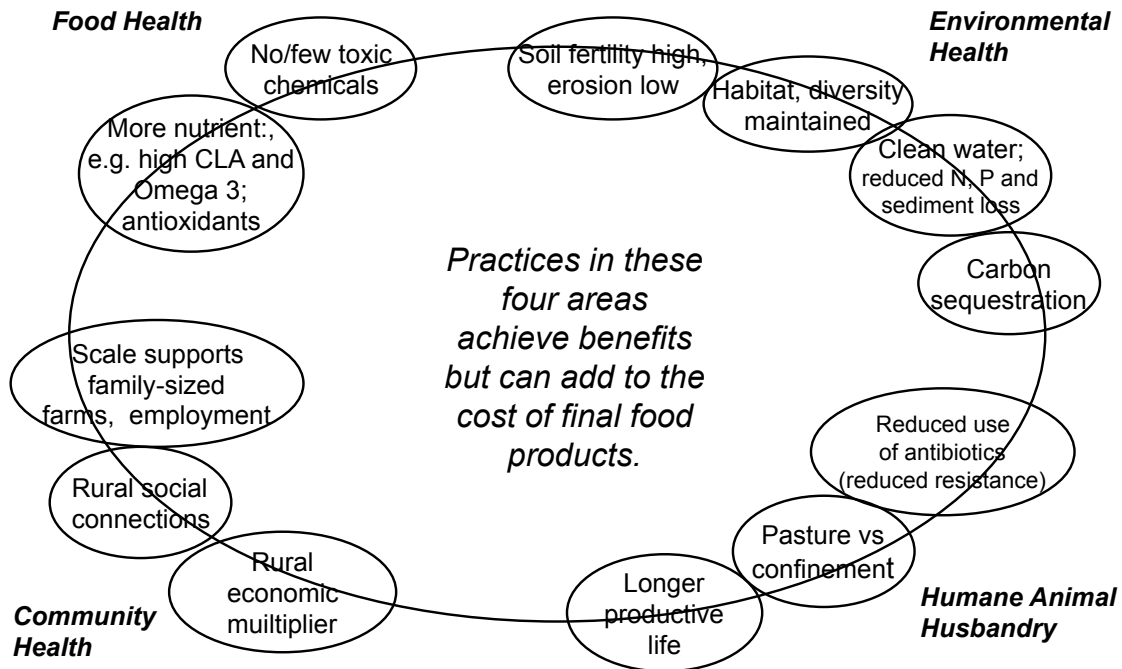 Food Health
Environmental
Health
No/few toxic
chemicals
Soil fertility high,
erosion low
Habitat, diversity
maintained
More nutrient:,
e.g. high CLA and
Omega 3;
antioxidants
Clean water;
reduced N, P and
sediment loss
Carbon
sequestration
Practices in these
four areas
achieve benefits
but can add to the
cost of final food
products.
Scale supports
family-sized
farms, employment
Reduced use
of antibiotics
(reduced resistance)
Rural social
connections
Pasture vs
confinement
Rural
economic
muiltiplier
Longer
productive
life
Community
Health
Humane Animal
Husbandry